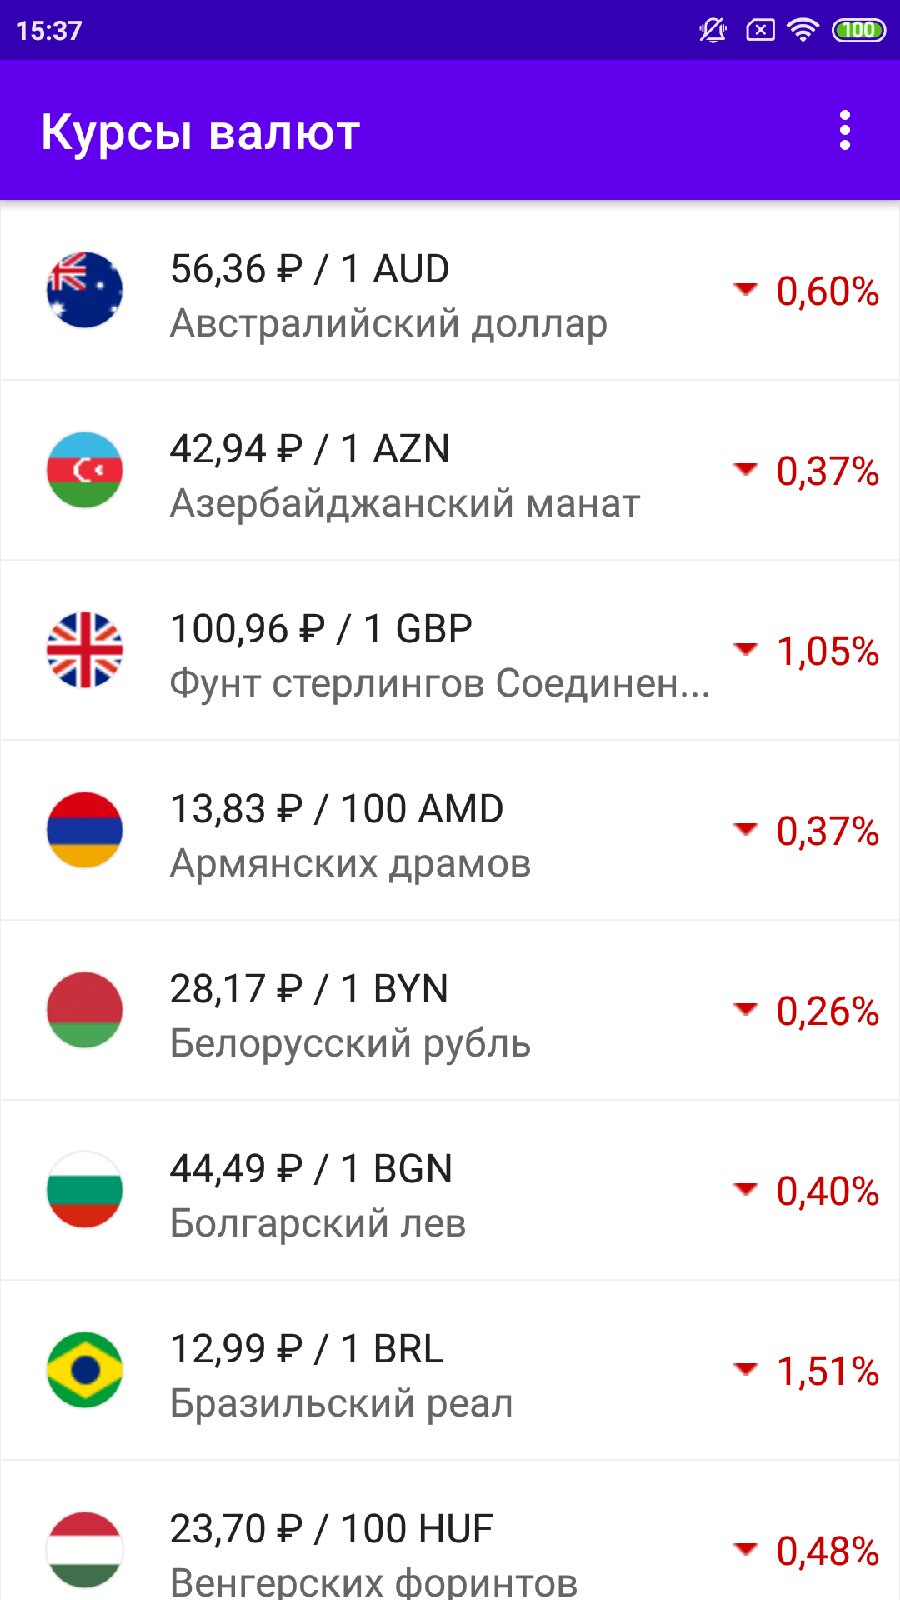 15:37
100
Курсы валют
56,36 ₽ / 1 AUD
Австралийский доллар
0,60%
42,94 ₽ / 1 AZN
Азербайджанский манат
0,37%
100,96 ₽ / 1 GBP
Фунт стерлингов Соединен...
1,05%
13,83 ₽ / 100 AMD
Армянских драмов
0,37%
28,17 ₽ / 1 BYN
Белорусский рубль
0,26%
44,49 ₽ / 1 BGN
Болгарский лев
0,40%
12,99 ₽ / 1 BRL
Бразильский реал
1,51%
23,70 ₽ / 100 HUF
Венгерских форинтов
0,48%